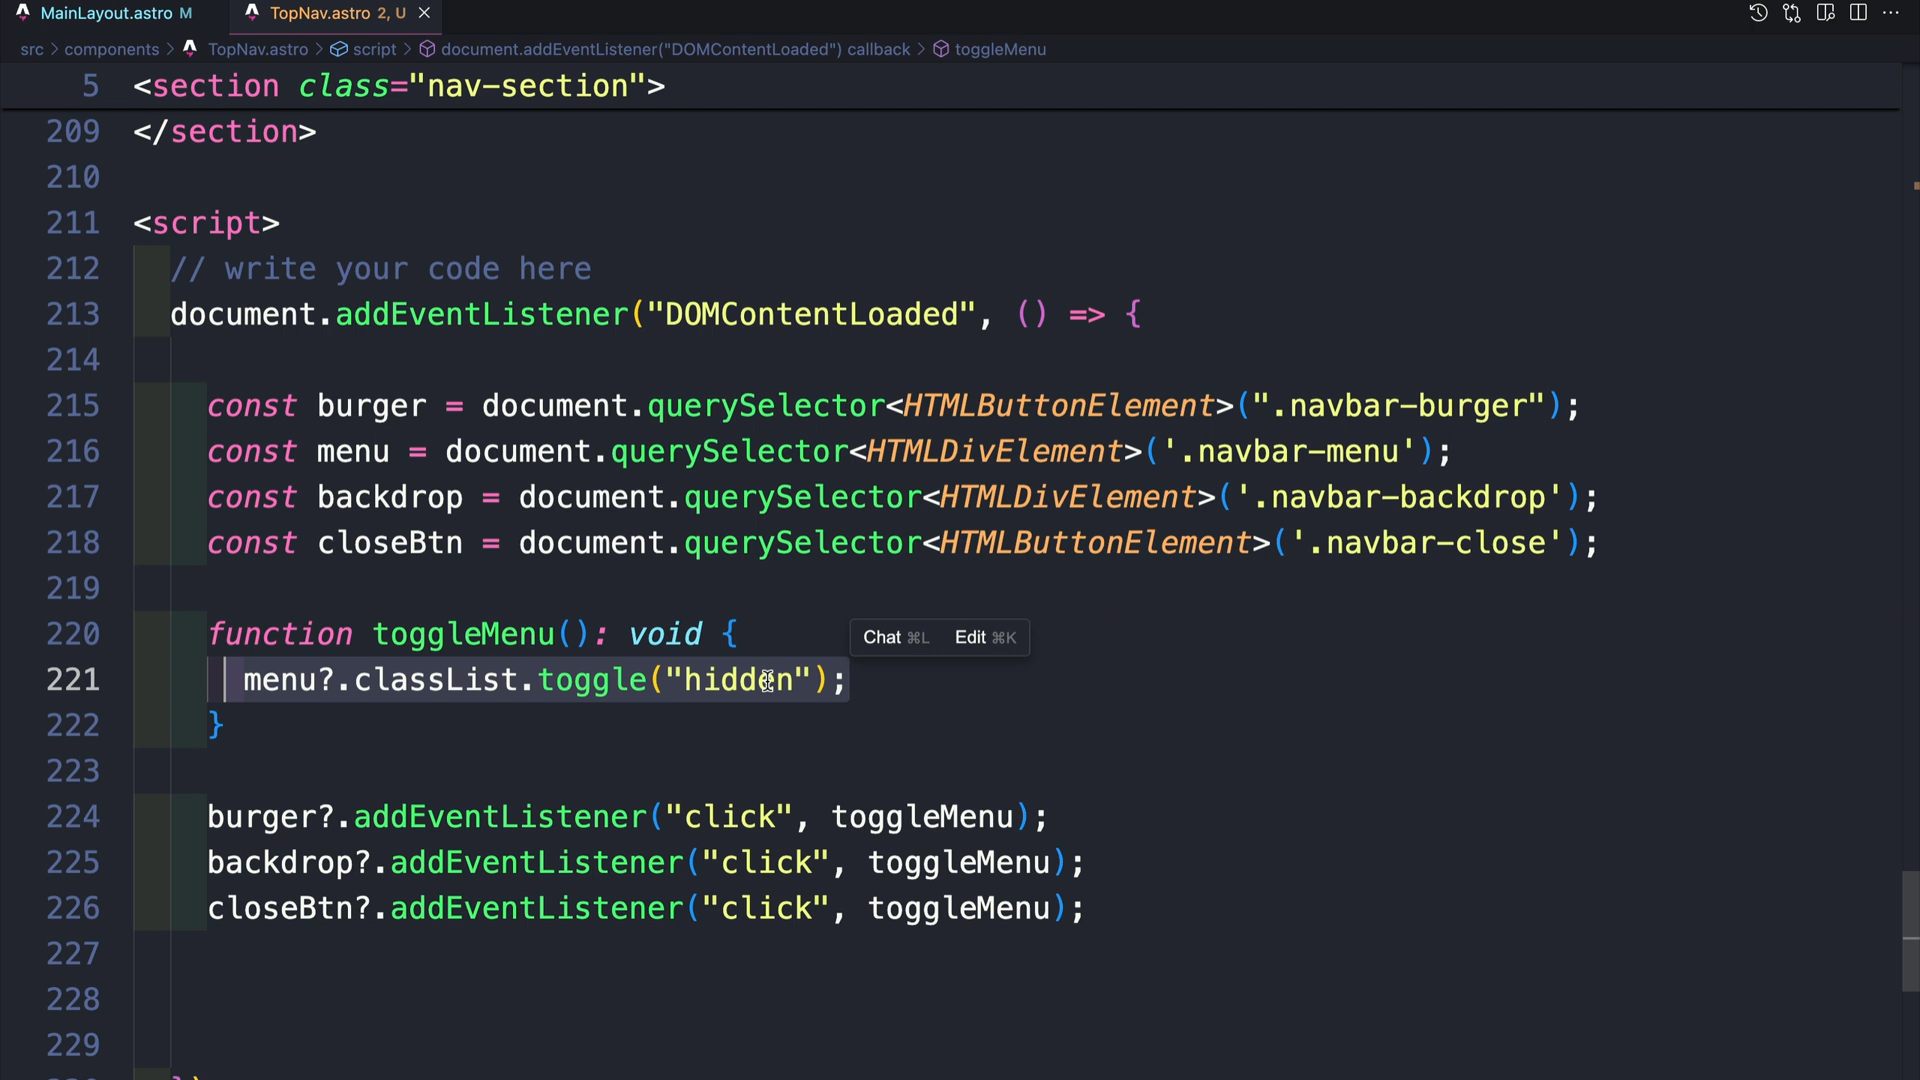 MainLayout.astro M
TopNav.astro 2, U
src > components > TopNav.astro > script > document.addEventListener("DOMContentLoaded") callback > toggleMenu
5 <section class="nav-section">
209 </section>
210
211 <script>
212 // write your code here
213 document.addEventListener("DOMContentLoaded", () => {
214
215 const burger = document.querySelector<HTMLButtonElement>(".navbar-burger");
216 const menu = document.querySelector<HTMLDivElement>('.navbar-menu');
217 const backdrop = document.querySelector<HTMLDivElement>('.navbar-backdrop');
218 const closeBtn = document.querySelector<HTMLButtonElement>('.navbar-close');
219
220 function toggleMenu(): void {
Chat ⌘L Edit ⌘K
221 menu?.classList.toggle("hidden");
222 }
223
224 burger?.addEventListener("click", toggleMenu);
225 backdrop?.addEventListener("click", toggleMenu);
226 closeBtn?.addEventListener("click", toggleMenu);
227
228
229